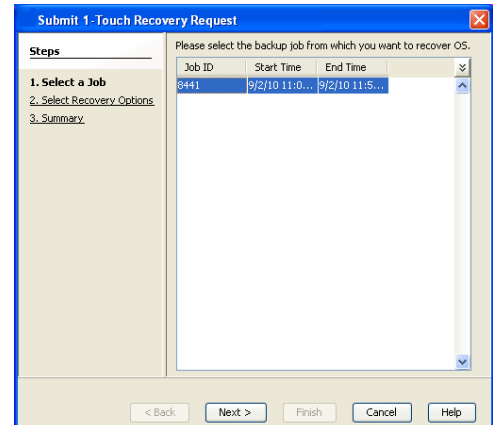 Submit 1-Touch Recovery Request
Steps
1. Select a Job
2. Select Recovery Options
3. Summary
Please select the backup job from which you want to recover OS.
Job ID Start Time End Time
8441 9/2/10 11:0... 9/2/10 11:5...
< Back Next > Finish Cancel Help